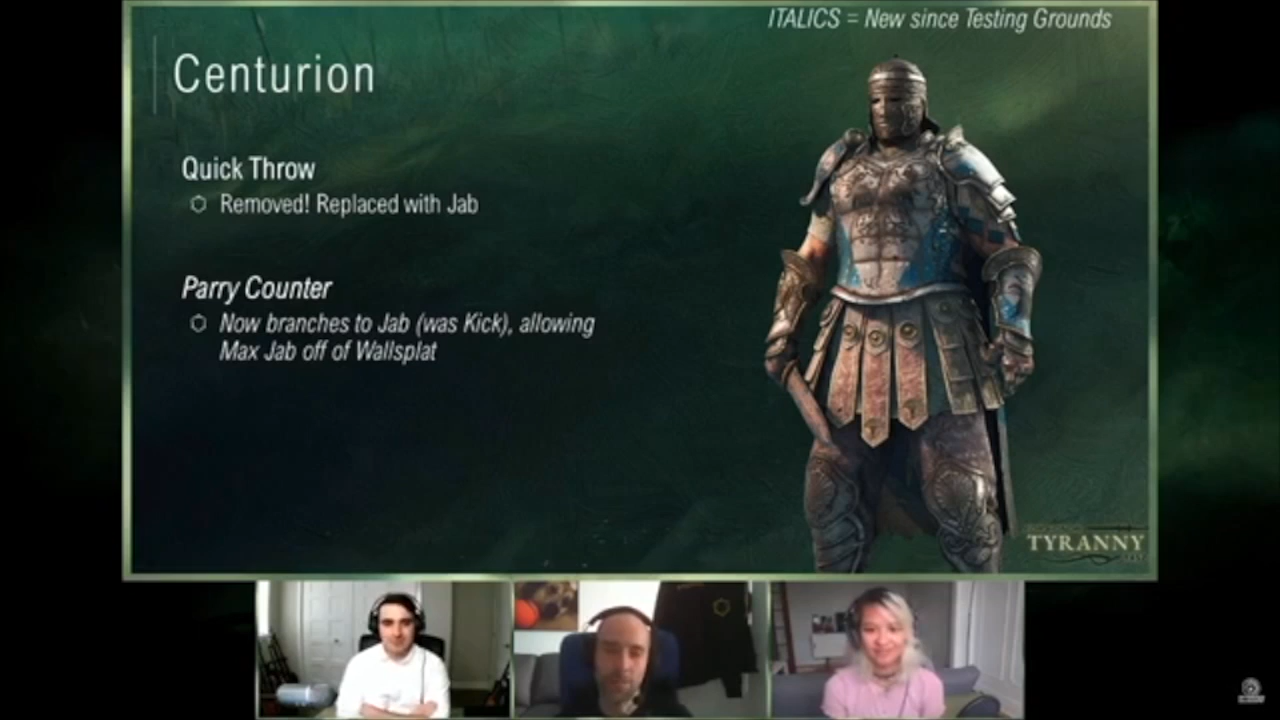 ITALICS = New since Testing Grounds
Centurion
Quick Throw
Removed! Replaced with Jab
Parry Counter
Now branches to Jab (was Kick), allowing
Max Jab off of Wallsplat
TYRANNY